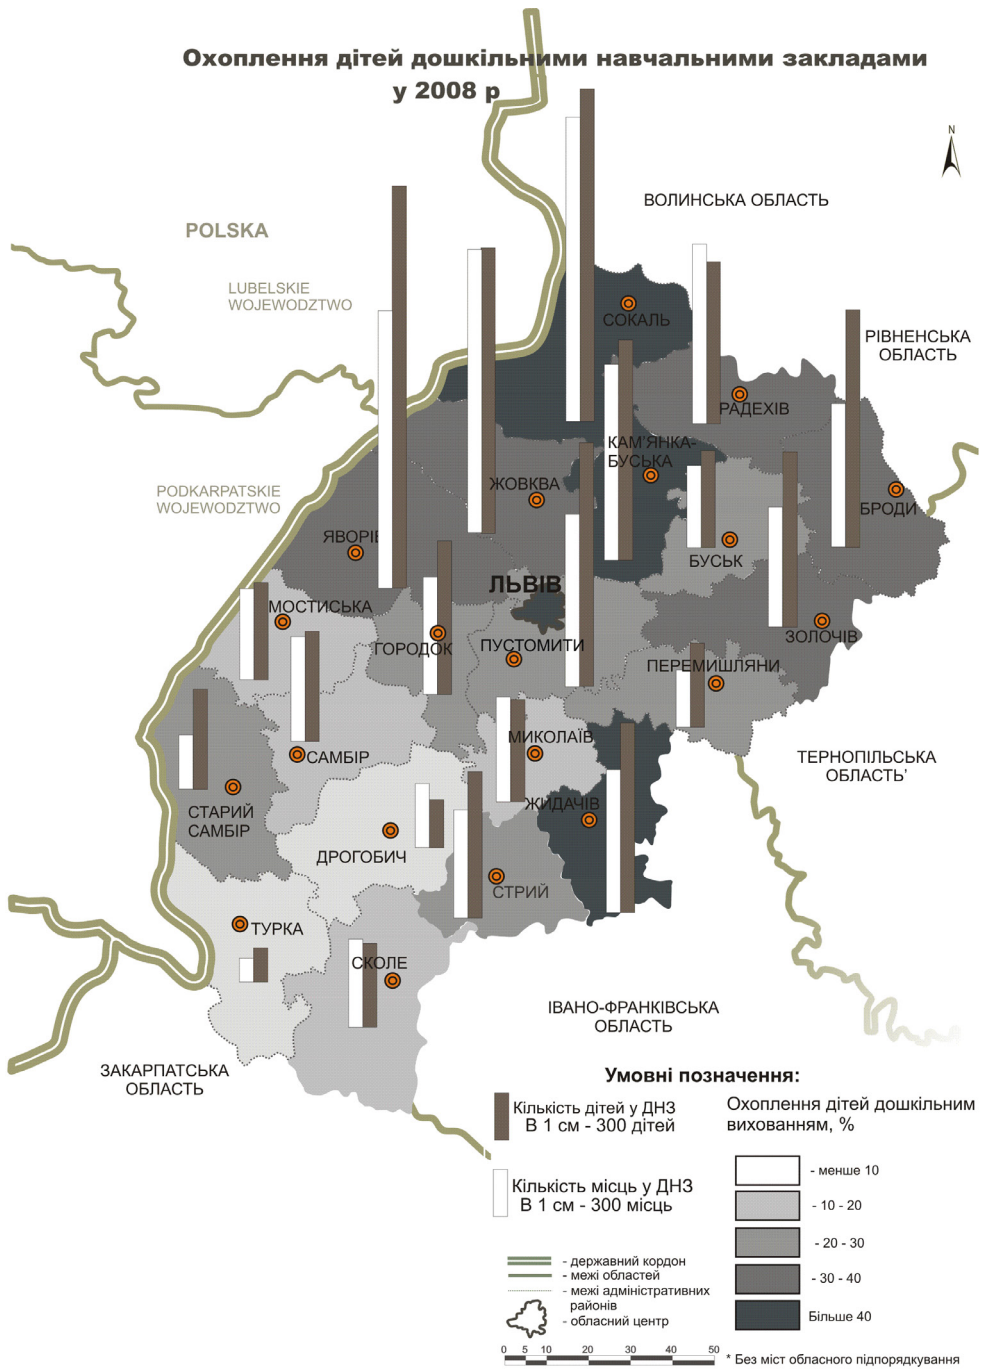 Охоплення дітей дошкільними навчальними закладами
у 2008 р
N
ВОЛИНСЬКА ОБЛАСТЬ
POLSKA
LUBELSKIE
WOJEWODZTWO
СОКАЛЬ
РІВНЕНСЬКА
ОБЛАСТЬ
РАДЕХІВ
КАМ'ЯНКА-
БУСЬКА
ЖОВКВА
PODKARPATSKIE
WOJEWODZTWO
БРОДИ
ЯВОРІВ
БУСЬК
ЛЬВІВ
МОСТИСЬКА
ЗОЛОЧІВ
ГОРОДОК
ПУСТОМИТИ
ПЕРЕМИШЛЯНИ
МИКОЛАЇВ
САМБІР
ТЕРНОПІЛЬСЬКА
ОБЛАСТЬ'
СТАРИЙ
САМБІР
ЖИДАЧІВ
ДРОГОБИЧ
СТРИЙ
ТУРКА
СКОЛЕ
ІВАНО-ФРАНКІВСЬКА
ОБЛАСТЬ
ЗАКАРПАТСЬКА
ОБЛАСТЬ
Умовні позначення:
Кількість дітей у ДНЗ
В 1 см - 300 дітей
Кількість місць у ДНЗ
В 1 см - 300 місць
Охоплення дітей дошкільним
вихованням, %
- менше 10
- 10 - 20
- 20 - 30
- 30 - 40
Більше 40
- державний кордон
- межі областей
- межі адміністративних
районів
- обласний центр
0 5 10 20 30 40 50
* Без міст обласного підпорядкування